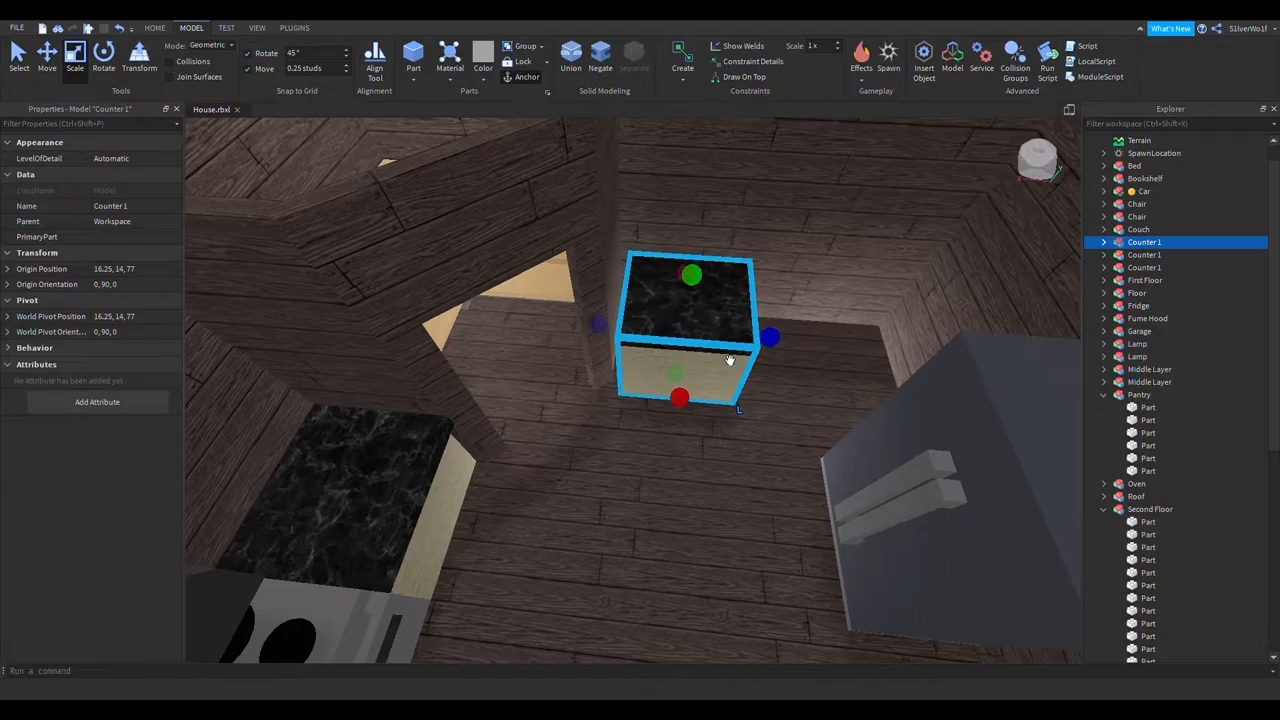 FILE HOME MODEL TEST VIEW PLUGINS What's New S1lverWo1f
Select Move Scale Rotate Transform
Mode: Geometric
Collisions
Join Surfaces
Tools
Rotate 45°
Move 0.25 studs
Snap to Grid
Align Tool
Alignment
Part Material Color
Group
Lock
Anchor
Parts
Union Negate Separate
Solid Modeling
Create
Show Welds Scale 1 x
Constraint Details
Draw On Top
Constraints
Effects Spawn
Gameplay
Insert Object Model Service Collision Groups Run Script
Script
LocalScript
ModuleScript
Advanced
Properties - Model "Counter 1"
Filter Properties (Ctrl+Shift+P)
Appearance
LevelOfDetail Automatic
Data
ClassName Model
Name Counter 1
Parent Workspace
PrimaryPart
Transform
Origin Position 16.25, 14, 77
Origin Orientation 0, 90, 0
Pivot
World Pivot Position 16.25, 14, 77
World Pivot Orient... 0, 90, 0
Behavior
Attributes
No Attribute has been added yet
Add Attribute
House.rbxl
L
Explorer
Filter workspace (Ctrl+Shift+X)
Terrain
SpawnLocation
Bed
Bookshelf
Car
Chair
Chair
Couch
Counter 1
Counter 1
Counter 1
First Floor
Floor
Fridge
Fume Hood
Garage
Lamp
Lamp
Middle Layer
Middle Layer
Pantry
Part
Part
Part
Part
Part
Part
Oven
Roof
Second Floor
Part
Part
Part
Part
Part
Part
Part
Part
Part
Part
Part
Run a command